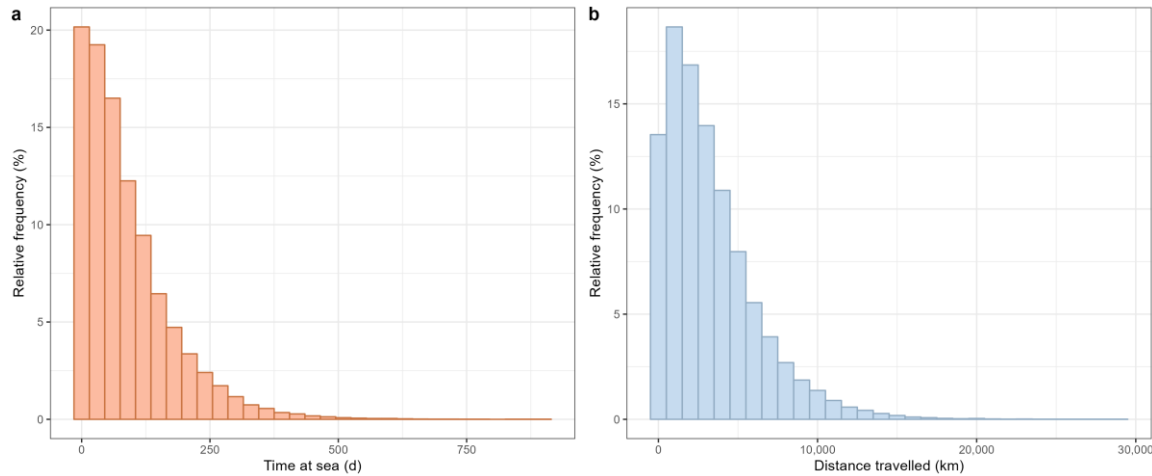 a
20
15
10
5
0
Relative frequency (%)
0
250
500
750
Time at sea (d)
b
15
10
5
0
Relative frequency (%)
0
10,000
20,000
30,000
Distance travelled (km)